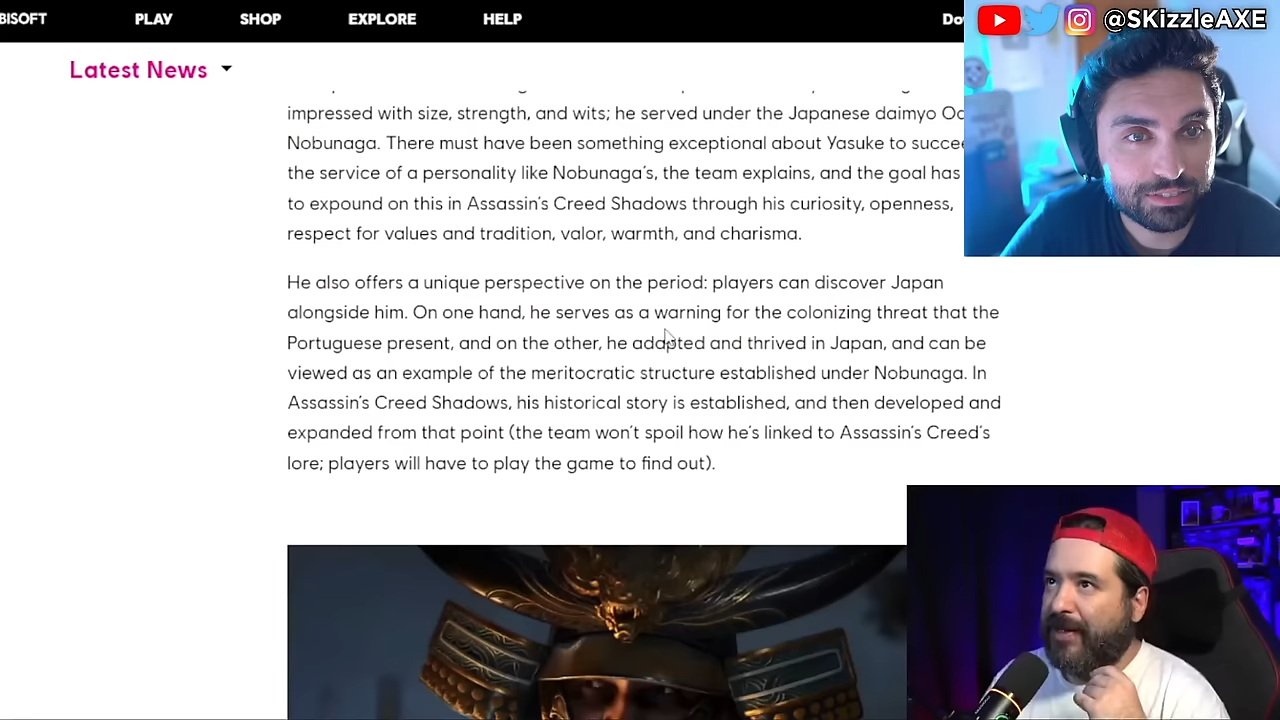 BISOFT PLAY SHOP EXPLORE HELP
@SKizzleAXE
Latest News
impressed with size, strength, and wits; he served under the Japanese daimyo
Nobunaga. There must have been something exceptional about Yasuke to
the service of a personality like Nobunaga's, the team explains, and the goal has
to expound on this in Assassin's Creed Shadows through his curiosity, openness,
respect for values and tradition, valor, warmth, and charisma.
He also offers a unique perspective on the period: players can discover Japan
alongside him. On one hand, he serves as a warning for the colonizing threat that the
Portuguese present, and on the other, he adapted and thrived in Japan, and can be
viewed as an example of the meritocratic structure established under Nobunaga. In
Assassin's Creed Shadows, his historical story is established, and then developed and
expanded from that point (the team won't spoil how he's linked to Assassin's Creed's
lore; players will have to play the game to find out).